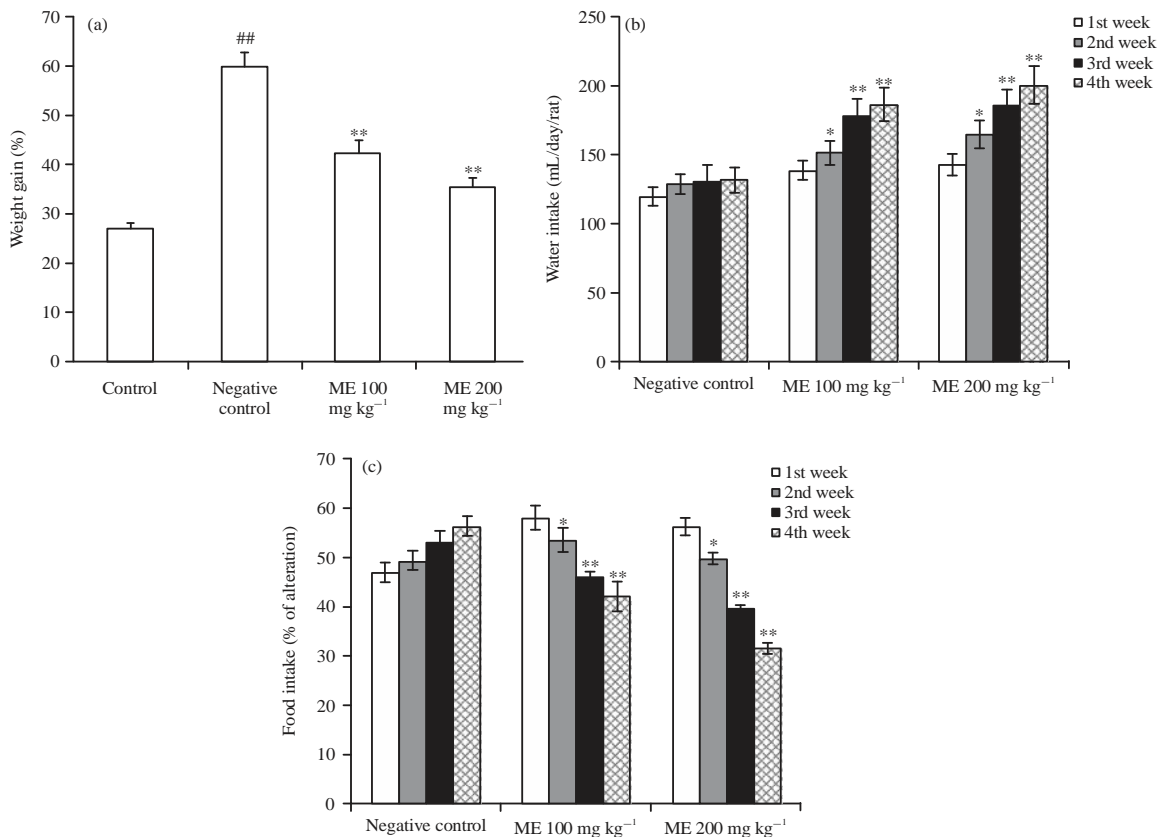 (a)
70
60
50
40
30
20
10
0
Weight gain (%)
##
**
**
Control
Negative
control
ME 100
mg kg⁻¹
ME 200
mg kg⁻¹
(b)
250
200
150
100
50
0
Water intake (mL/day/rat)
1st week
2nd week
3rd week
4th week
*
**
**
*
**
**
Negative control
ME 100 mg kg⁻¹
ME 200 mg kg⁻¹
(c)
70
60
50
40
30
20
10
0
Food intake (% of alteration)
1st week
2nd week
3rd week
4th week
*
**
**
*
**
**
Negative control
ME 100 mg kg⁻¹
ME 200 mg kg⁻¹